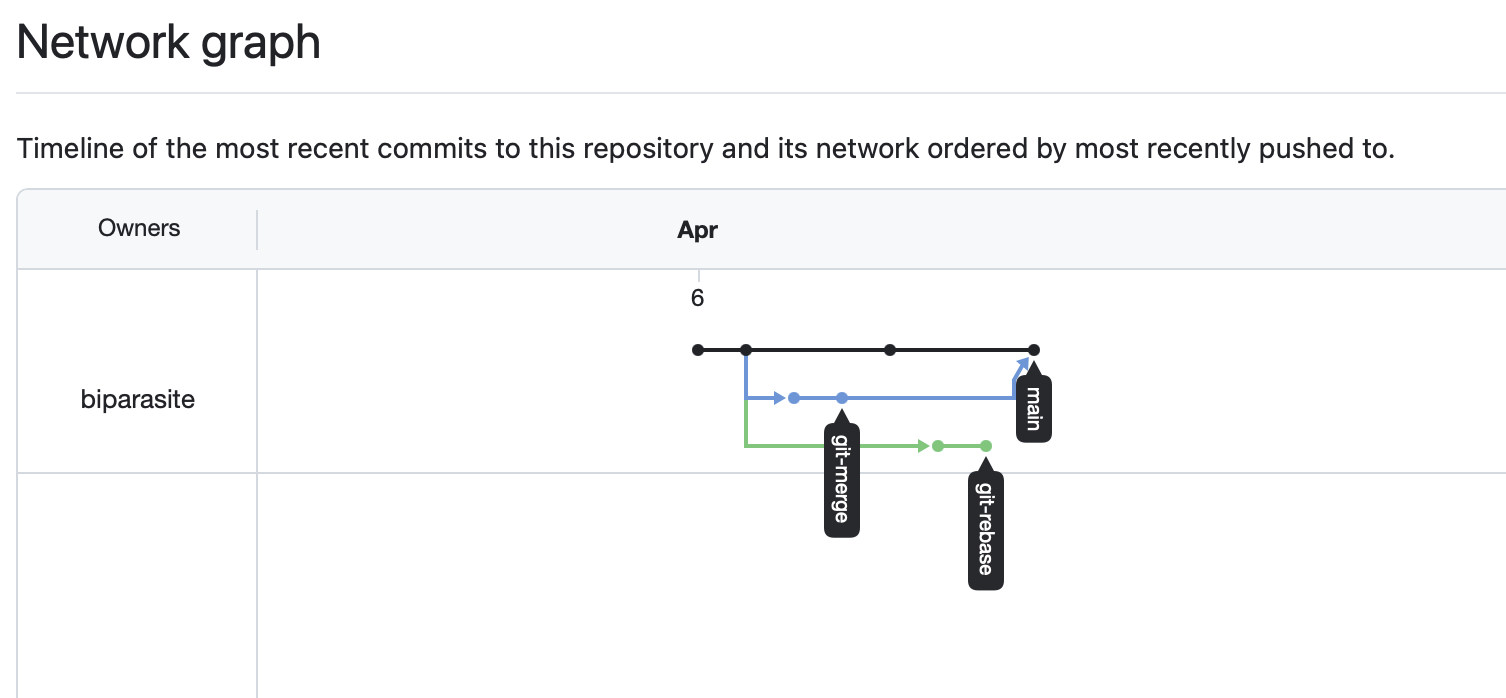 Network graph
Timeline of the most recent commits to this repository and its network ordered by most recently pushed to.
Owners
Apr
6
biparasite
main
git-merge
git-rebase